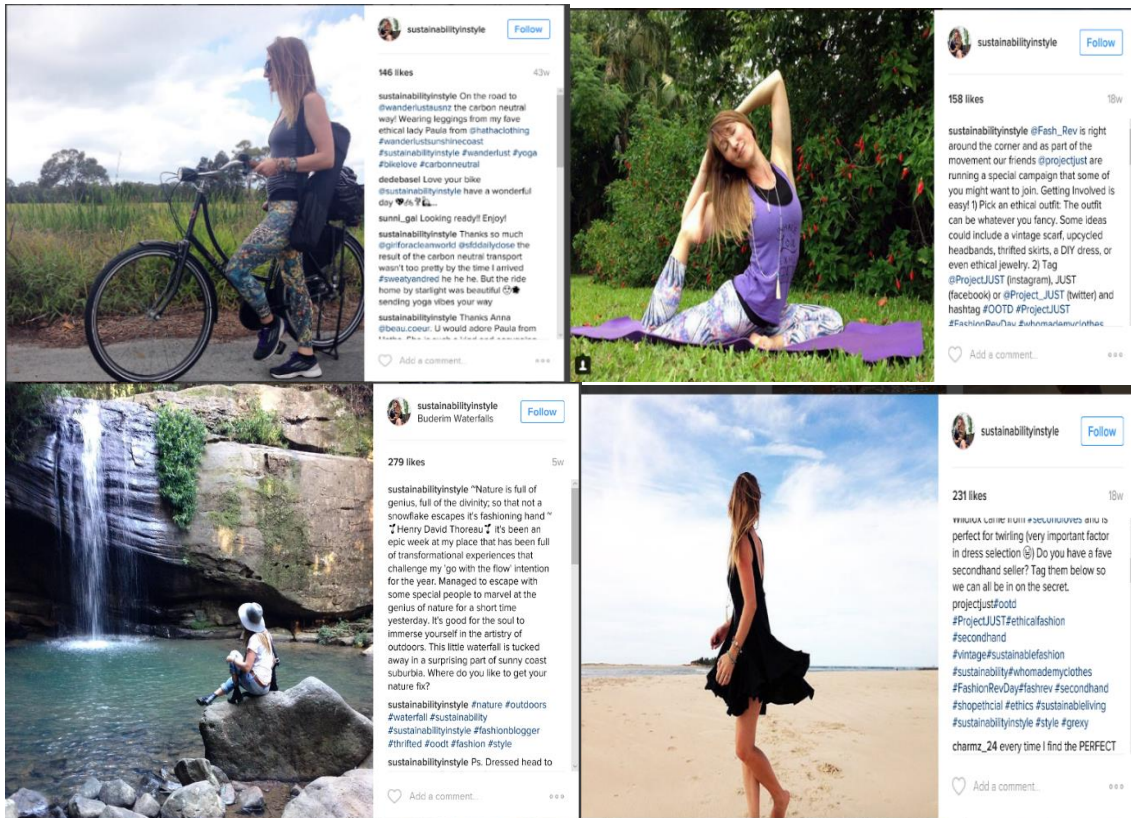 sustainabilityinstyle
Follow
146 likes
43w
sustainabilityinstyle On the road to
@wanderlustausnz the carbon neutral
way! Wearing leggings from my fave
ethical lady Paula from @hathaclothing
#wanderlustsunshinecoast
#sustainabilityinstyle #wanderlust #yoga
#bikelove #carbonneutral
dedebasel Love your bike
@sustainabilityinstyle have a wonderful
day
sunni_gal Looking ready!! Enjoy!
sustainabilityinstyle Thanks so much
@girlforacleanworld @sfddailydose the
result of the carbon neutral transport
wasn't too pretty by the time I arrived
#sweatyandred he he he. But the ride
home by starlight was beautiful
sending yoga vibes your way
sustainabilityinstyle Thanks Anna
@beau.coeur. U would adore Paula from
Add a comment...
sustainabilityinstyle
Follow
158 likes
18w
sustainabilityinstyle @Fash_Rev is right
around the corner and as part of the
movement our friends @projectjust are
running a special campaign that some of
you might want to join. Getting Involved is
easy! 1) Pick an ethical outfit: The outfit
can be whatever you fancy. Some ideas
could include a vintage scarf, upcycled
headbands, thrifted skirts, a DIY dress, or
even ethical jewelry. 2) Tag
@ProjectJUST (instagram), JUST
(facebook) or @Project_JUST (twitter) and
hashtag #OOTD #ProjectJUST
#FashionRevDay #whomademyclothes
Add a comment...
sustainabilityinstyle
Buderim Waterfalls
Follow
279 likes
5w
sustainabilityinstyle ~Nature is full of
genius, full of the divinity; so that not a
snowflake escapes it's fashioning hand ~
Henry David Thoreau it's been an
epic week at my place that has been full
of transformational experiences that
challenge my 'go with the flow' intention
for the year. Managed to escape with
some special people to marvel at the
genius of nature for a short time
yesterday. It's good for the soul to
immerse yourself in the artistry of
outdoors. This little waterfall is tucked
away in a surprising part of sunny coast
suburbia. Where do you like to get your
nature fix?
sustainabilityinstyle #nature #outdoors
#waterfall #sustainability
#sustainabilityinstyle #fashionblogger
#thrifted #oodt #fashion #style
sustainabilityinstyle Ps. Dressed head to
Add a comment...
sustainabilityinstyle
Follow
231 likes
18w
Wildfox came from #secondloves and is
perfect for twirling (very important factor
in dress selection) Do you have a fave
secondhand seller? Tag them below so
we can all be in on the secret.
projectjust#ootd
#ProjectJUST#ethicalfashion
#secondhand
#vintage#sustainablefashion
#sustainability#whomademyclothes
#FashionRevDay#fashrev #secondhand
#shopethcial #ethics #sustainableliving
#sustainabilityinstyle #style #grexy
charmz_24 every time I find the PERFECT
Add a comment...